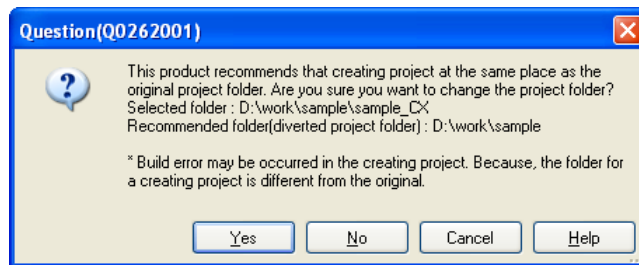 Question(Q0262001)
This product recommends that creating project at the same place as the
original project folder. Are you sure you want to change the project folder?
Selected folder : D:\work\sample\sample_CX
Recommended folder(diverted project folder) : D:\work\sample
* Build error may be occurred in the creating project. Because, the folder for
a creating project is different from the original.
Yes No Cancel Help